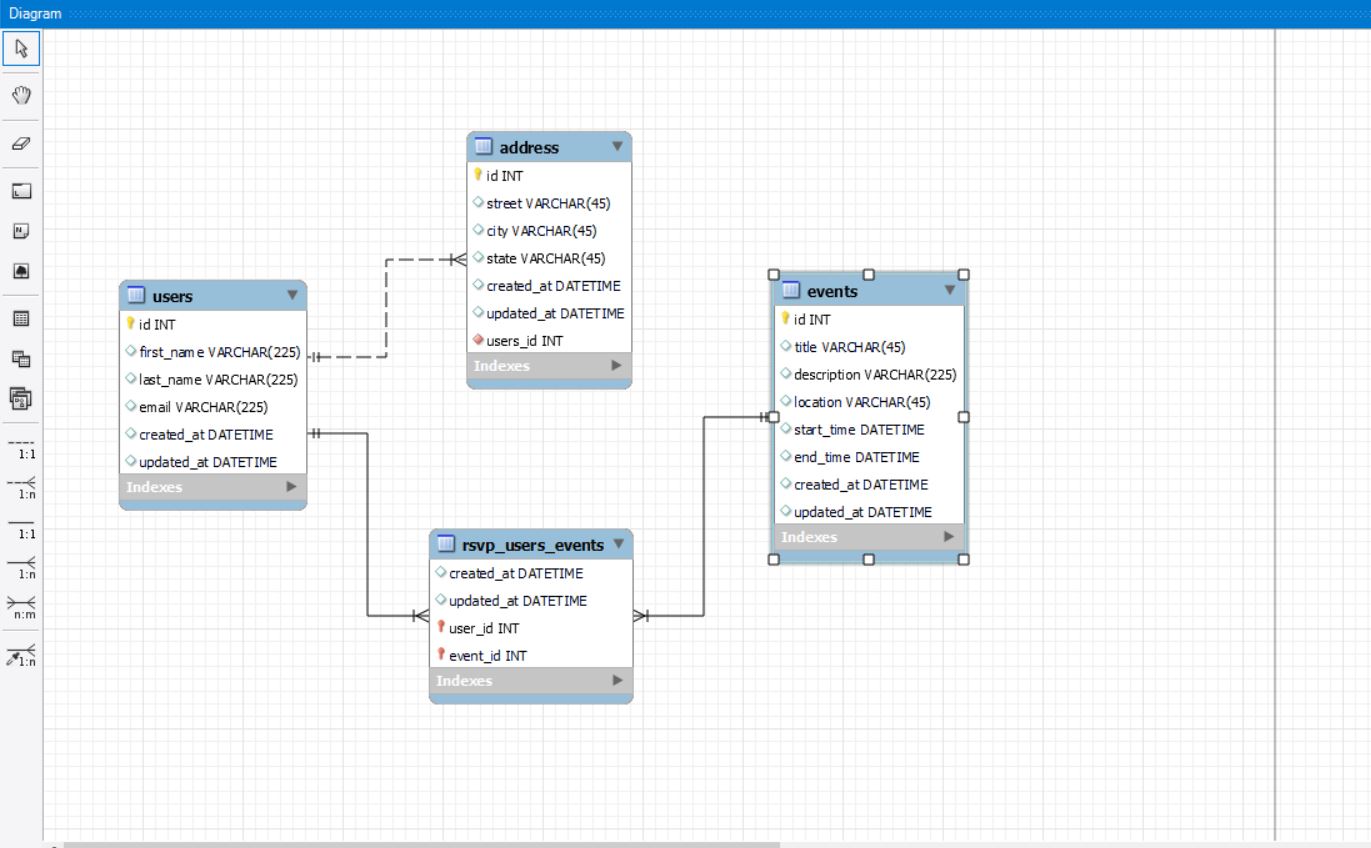 Diagram
address
id INT
street VARCHAR(45)
city VARCHAR(45)
state VARCHAR(45)
created_at DATETIME
updated_at DATETIME
users_id INT
Indexes
users
id INT
first_name VARCHAR(225)
last_name VARCHAR(225)
email VARCHAR(225)
created_at DATETIME
updated_at DATETIME
Indexes
events
id INT
title VARCHAR(45)
description VARCHAR(225)
location VARCHAR(45)
start_time DATETIME
end_time DATETIME
created_at DATETIME
updated_at DATETIME
Indexes
rsvp_users_events
created_at DATETIME
updated_at DATETIME
user_id INT
event_id INT
Indexes
1:1
1:n
1:1
1:n
n:m
1:n